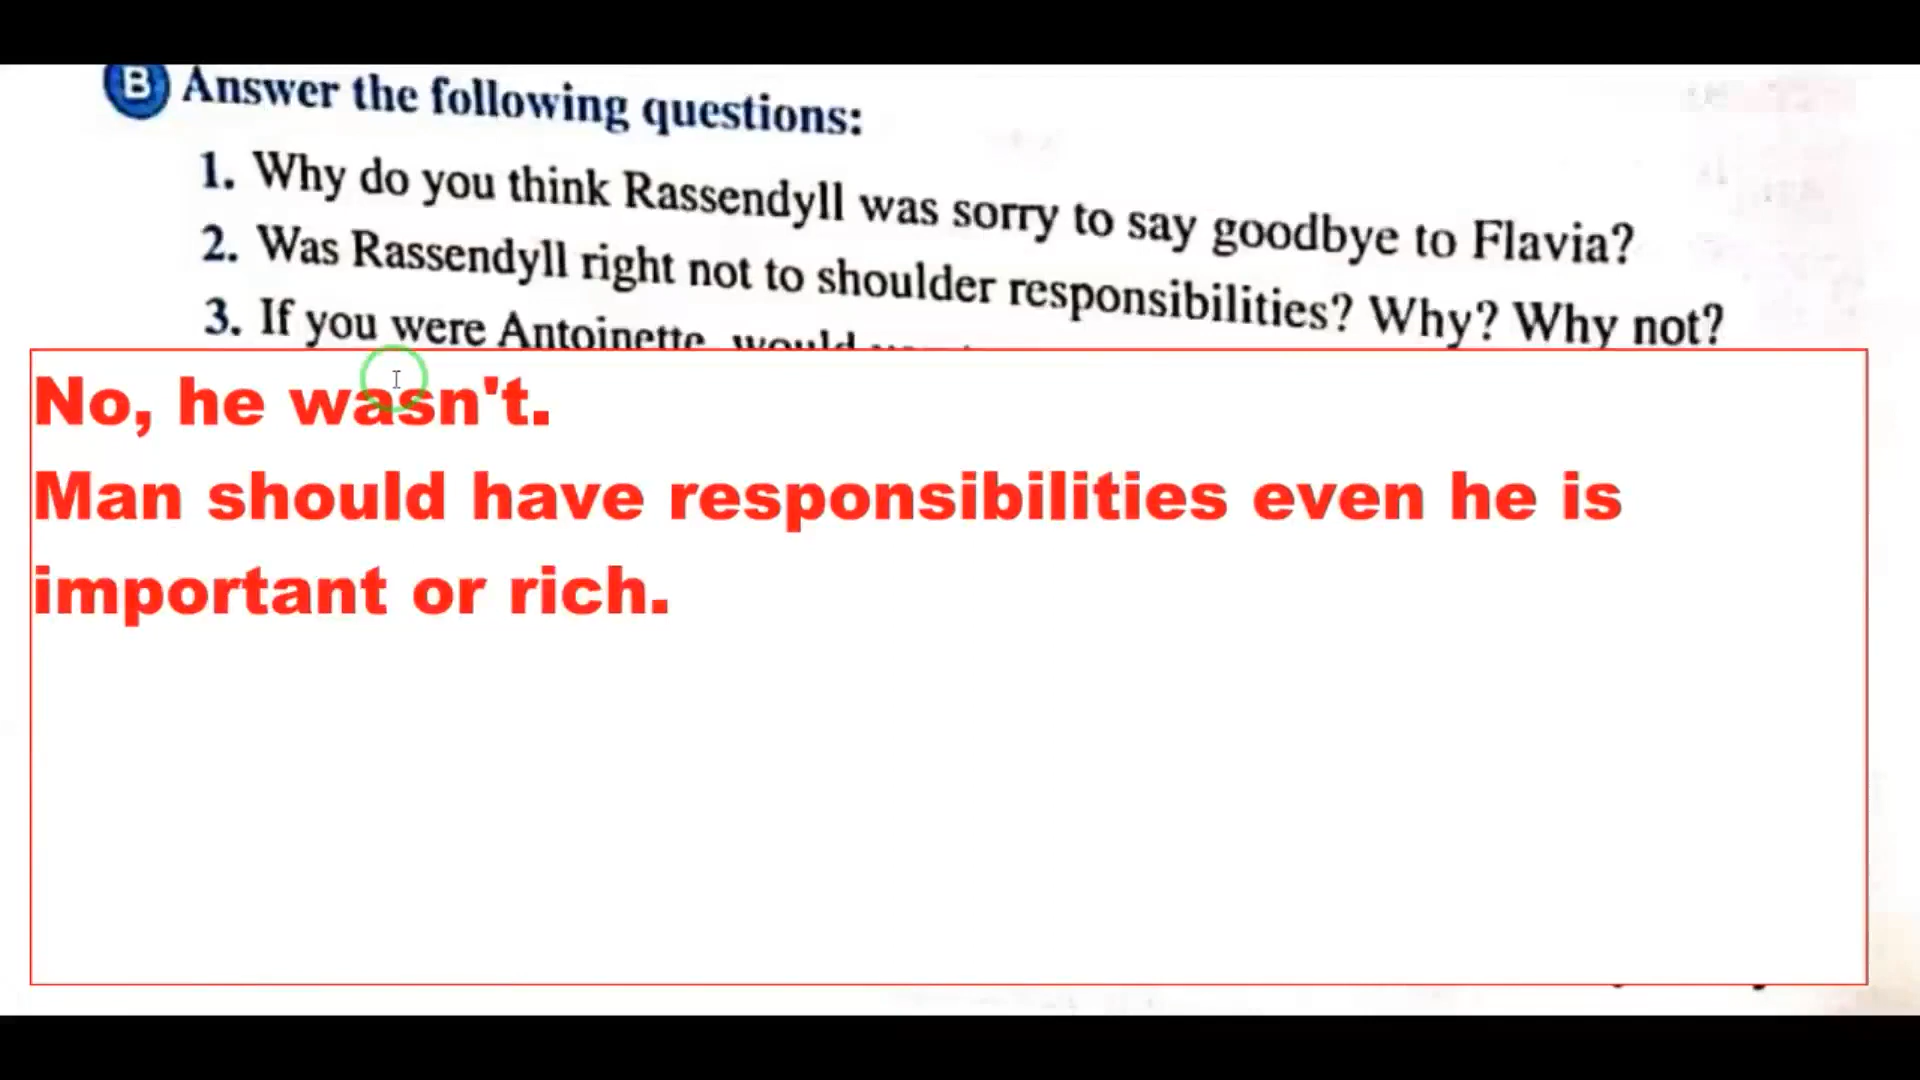 B Answer the following questions:
1. Why do you think Rassendyll was sorry to say goodbye to Flavia?
2. Was Rassendyll right not to shoulder responsibilities? Why? Why not?
3. If you were Antoinette, would you
No, he wasn't.
Man should have responsibilities even he is
important or rich.